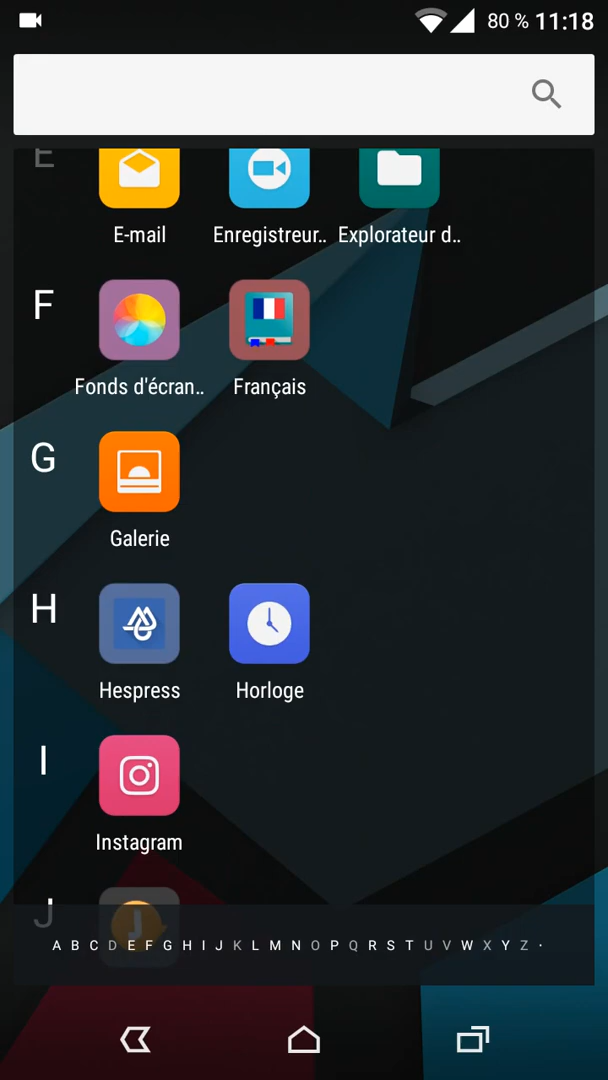 80 % 11:18
E
E-mail Enregistreur.. Explorateur d..
F
Fonds d'écran.. Français
G
Galerie
H
Hespress Horloge
I
Instagram
J
A B C D E F G H I J K L M N O P Q R S T U V W X Y Z ·